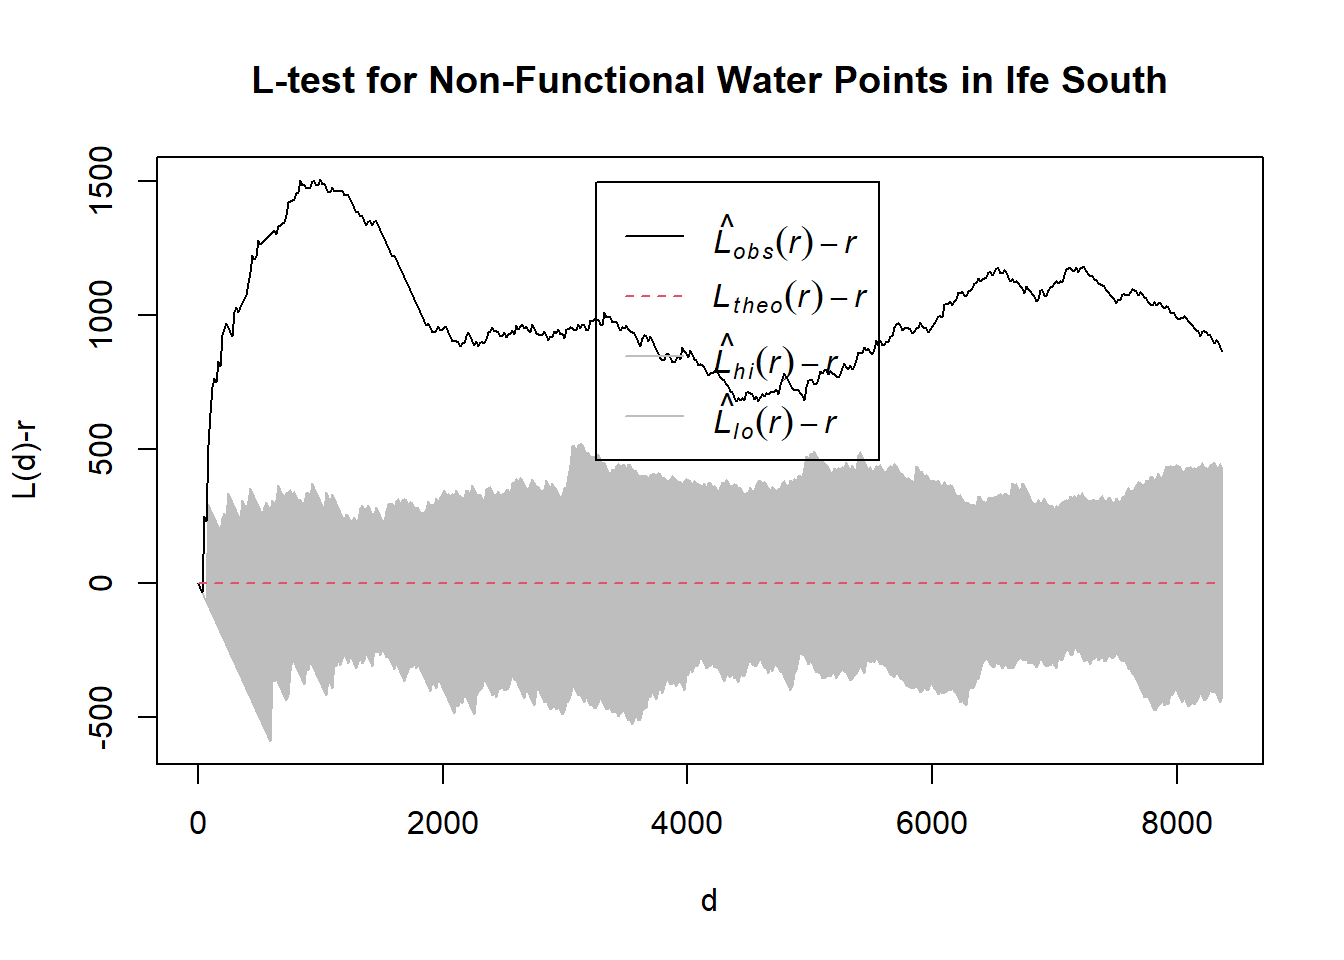 L-test for Non-Functional Water Points in Ife South
L(d)-r
1500
1000
500
0
-500
L̂obs(r) − r
Ltheo(r) − r
L̂hi(r) − r
L̂lo(r) − r
0 2000 4000 6000 8000
d